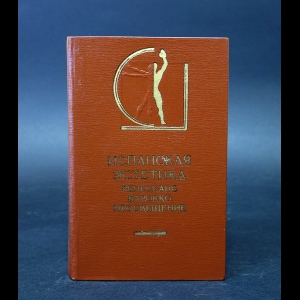 ИСПАНСКАЯ
ЭСТЕТИКА
РЕНЕССАНС
БАРОККО
ПРОСВЕЩЕНИЕ